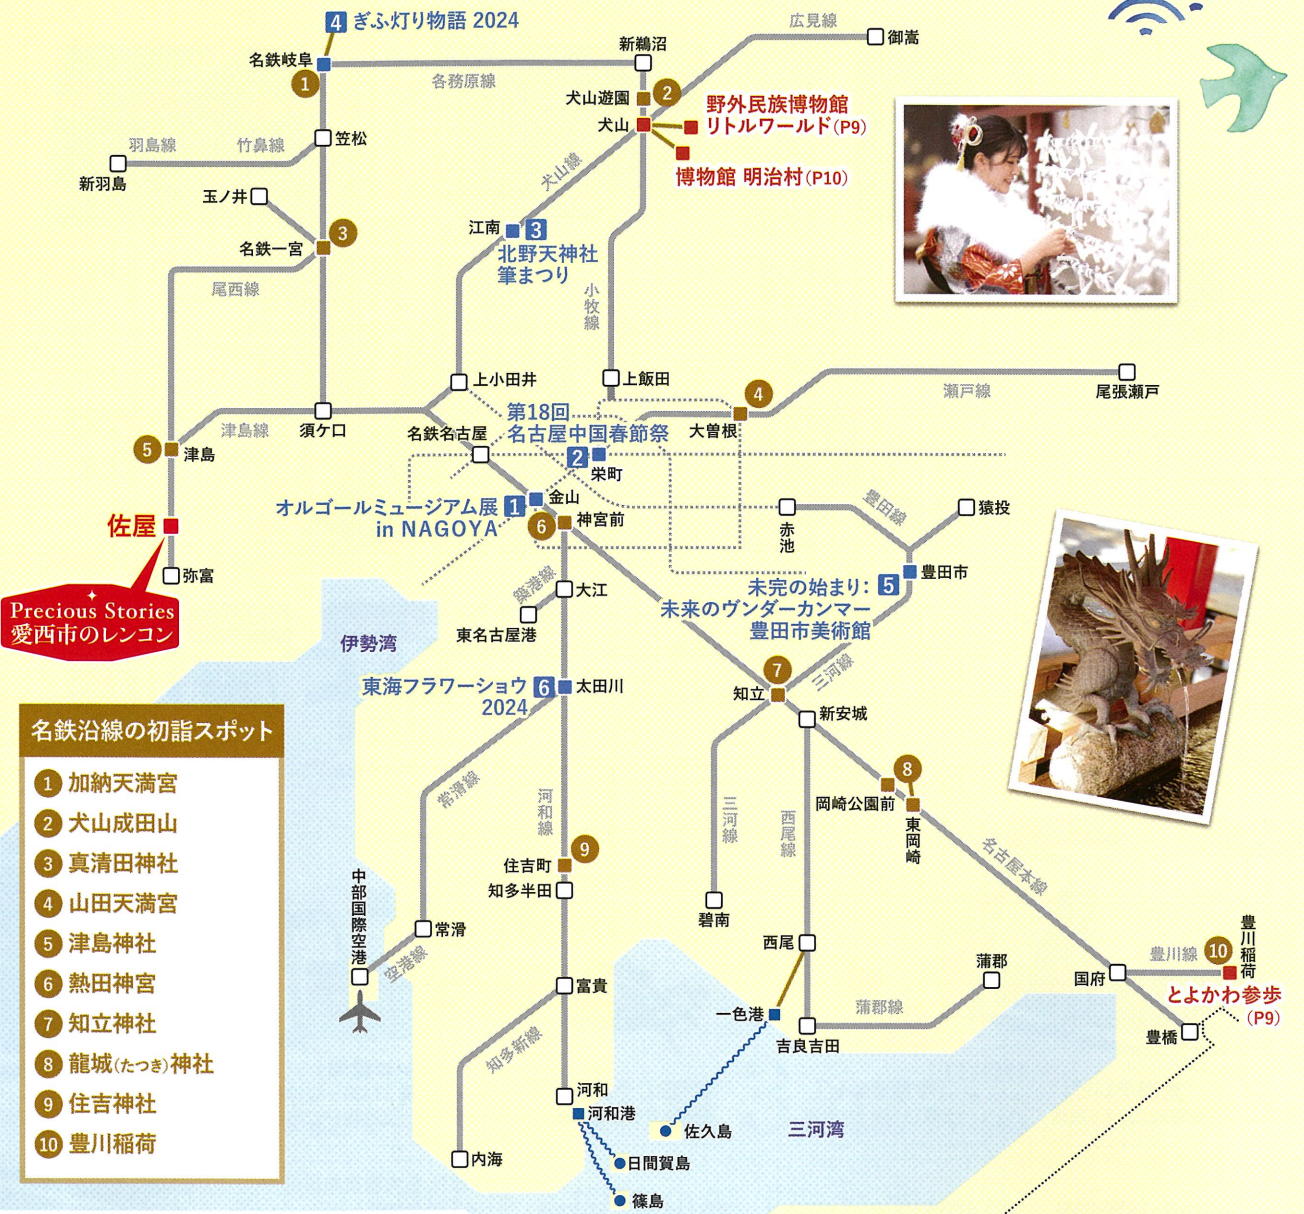 4 ぎふ灯り物語 2024
名鉄岐阜
1
各務原線
新鵜沼
広見線
御嵩
犬山遊園
2
犬山
野外民族博物館
リトルワールド(P9)
博物館 明治村(P10)
羽島線
竹鼻線
笠松
新羽島
玉ノ井
名鉄一宮
3
尾西線
犬山線
江南
3
北野天神社
筆まつり
小牧線
上小田井
上飯田
4
瀬戸線
尾張瀬戸
津島線
須ケ口
第18回
名古屋中国春節祭
名鉄名古屋
大曽根
2
栄町
5
津島
オルゴールミュージアム展
in NAGOYA
1
金山
6
神宮前
赤池
豊田線
猿投
佐屋
弥富
Precious Stories
愛西市のレンコン
築港線
大江
東名古屋港
未完の始まり:
未来のヴンダーカンマー
豊田市美術館
5
豊田市
伊勢湾
東海フラワーショウ
2024
6
太田川
7
知立
三河線
新安城
名鉄沿線の初詣スポット
1 加納天満宮
2 犬山成田山
3 真清田神社
4 山田天満宮
5 津島神社
6 熱田神宮
7 知立神社
8 龍城(たつき)神社
9 住吉神社
10 豊川稲荷
常滑線
河和線
三河線
西尾線
8
岡崎公園前
東岡崎
名古屋本線
9
住吉町
知多半田
中部国際空港
常滑
空港線
碧南
西尾
蒲郡
豊川線
10
豊川稲荷
国府
とよかわ参歩
(P9)
豊橋
富貴
一色港
蒲郡線
吉良吉田
知多新線
河和
河和港
佐久島
三河湾
内海
日間賀島
篠島